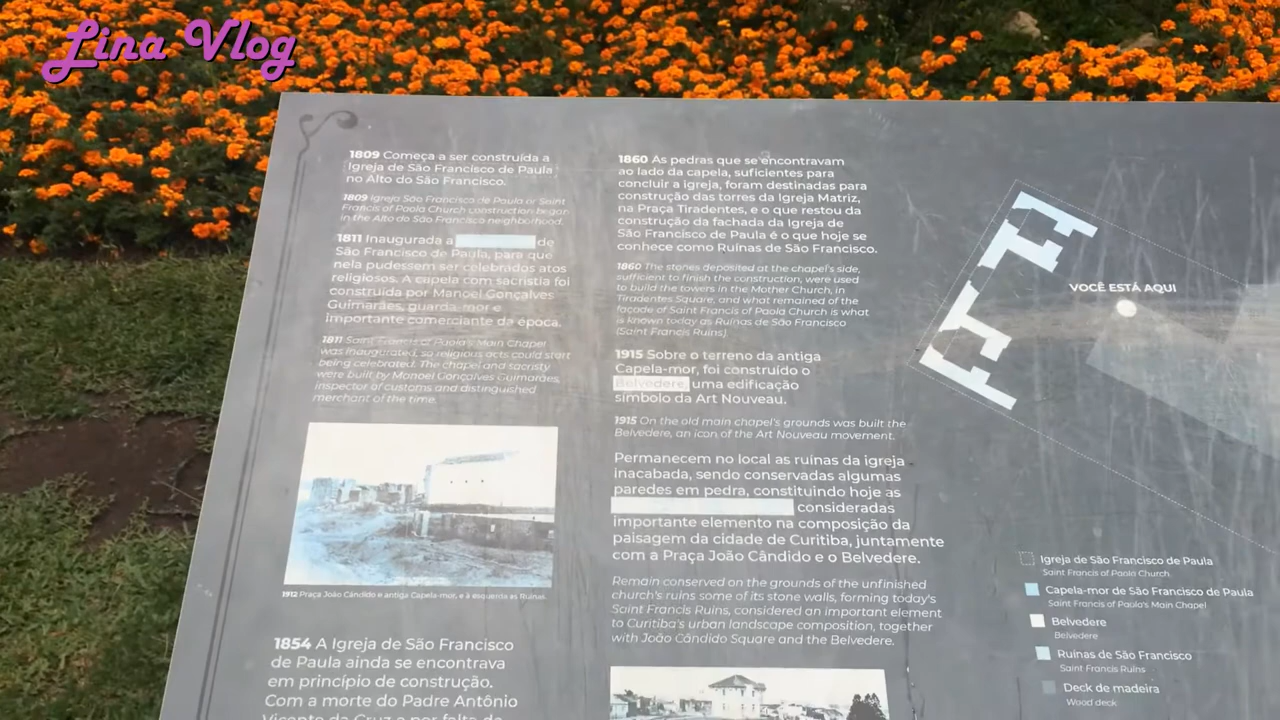 Lina Vlog
1809 Começa a ser construída a
Igreja de São Francisco de Paula
no Alto do São Francisco.
1809 Igreja São Francisco de Paula or Saint
Francis of Paola Church construction began
in the Alto do São Francisco neighborhood.
1811 Inaugurada a de
São Francisco de Paula, para que
nela pudessem ser celebrados atos
religiosos. A capela com sacristia foi
construída por Manoel Gonçalves
Guimarães, guarda-mor e
importante comerciante da época.
1811 Saint Francis of Paola's Main Chapel
was inaugurated, so religious acts could start
being celebrated. The chapel and sacristy
were built by Manoel Gonçalves Guimarães,
inspector of customs and distinguished
merchant of the time.
1912 Praça João Cândido e antiga Capela-mor, e à esquerda as Ruínas.
1854 A Igreja de São Francisco
de Paula ainda se encontrava
em princípio de construção.
Com a morte do Padre Antônio
Vicente da Cruz e por falta de
1860 As pedras que se encontravam
ao lado da capela, suficientes para
concluir a igreja, foram destinadas para
construção das torres da Igreja Matriz,
na Praça Tiradentes, e o que restou da
construção da fachada da Igreja de
São Francisco de Paula é o que hoje se
conhece como Ruínas de São Francisco.
1860 The stones deposited at the chapel's side,
sufficient to finish the construction, were used
to build the towers in the Mother Church, in
Tiradentes Square, and what remained of the
façade of Saint Francis of Paola Church is what
is known today as Ruínas de São Francisco
(Saint Francis Ruins).
1915 Sobre o terreno da antiga
Capela-mor, foi construído o
Belvedere, uma edificação
símbolo da Art Nouveau.
1915 On the old main chapel's grounds was built the
Belvedere, an icon of the Art Nouveau movement.
Permanecem no local as ruínas da igreja
inacabada, sendo conservadas algumas
paredes em pedra, constituindo hoje as
consideradas
importante elemento na composição da
paisagem da cidade de Curitiba, juntamente
com a Praça João Cândido e o Belvedere.
Remain conserved on the grounds of the unfinished
church's ruins some of its stone walls, forming today's
Saint Francis Ruins, considered an important element
to Curitiba's urban landscape composition, together
with João Cândido Square and the Belvedere.
VOCÊ ESTÁ AQUI
Igreja de São Francisco de Paula
Saint Francis of Paola Church
Capela-mor de São Francisco de Paula
Saint Francis of Paula's Main Chapel
Belvedere
Belvedere
Ruínas de São Francisco
Saint Francis Ruins
Deck de madeira
Wood deck